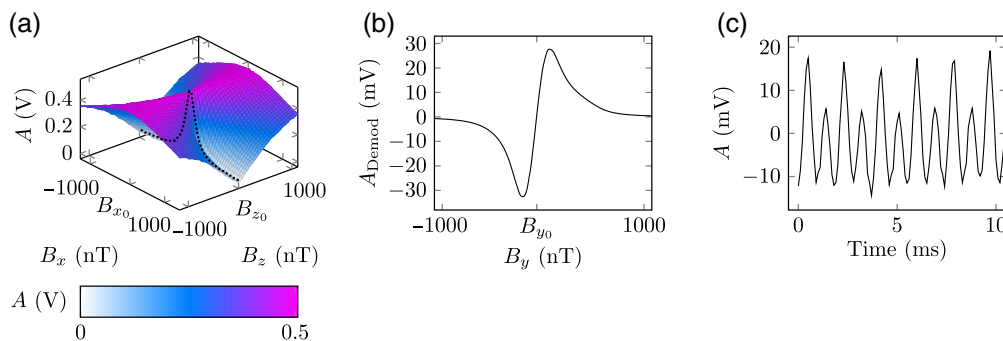 (a)
A (V)
0.4
0.2
0
−1000
B_{x_0}
1000
−1000
B_{z_0}
1000
B_x (nT)
B_z (nT)
A (V)
0
0.5
(b)
A_{Demod} (mV)
30
20
10
0
−10
−20
−30
−1000
B_{y_0}
1000
B_y (nT)
(c)
A (mV)
20
10
0
−10
0
5
10
Time (ms)